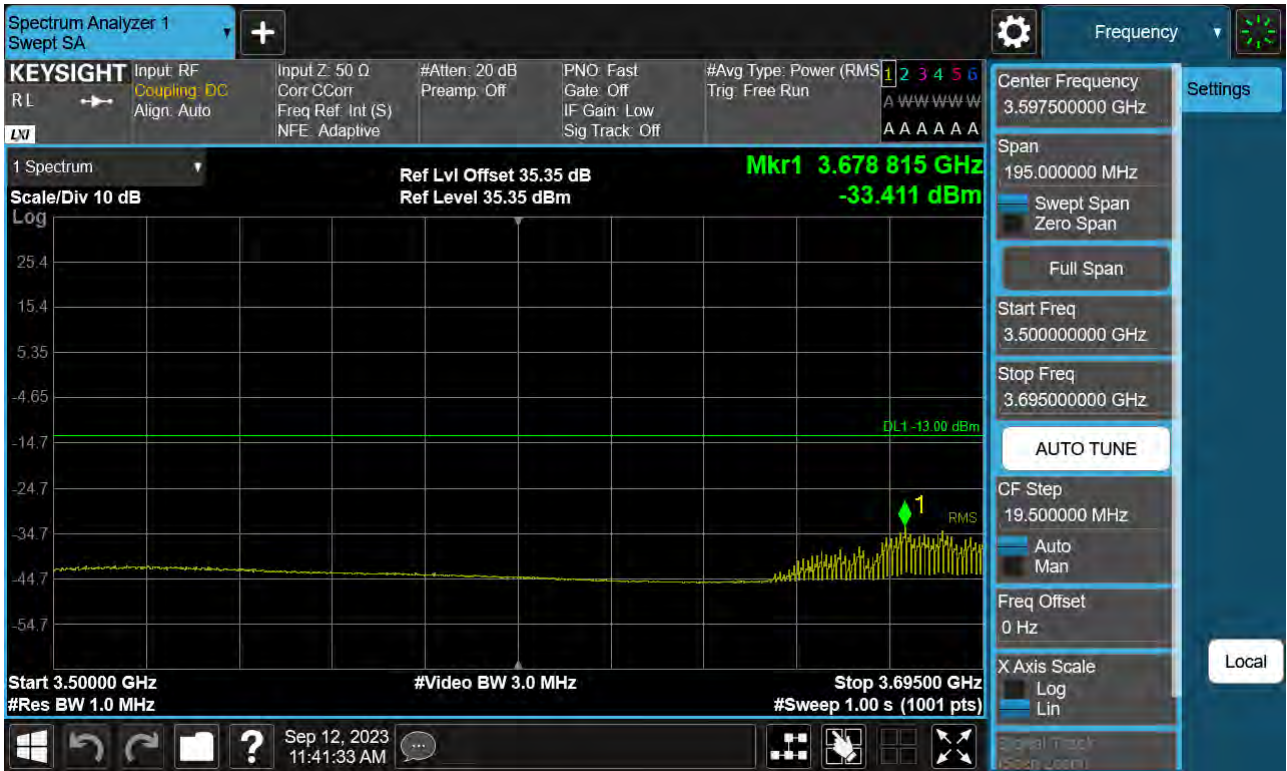 Spectrum Analyzer 1
Swept SA
Frequency
KEYSIGHT
RL
LXI
Input: RF
Coupling: DC
Align: Auto
Input Z: 50 Ω
Corr CCorr
Freq Ref: Int (S)
NFE: Adaptive
#Atten: 20 dB
Preamp: Off
PNO: Fast
Gate: Off
IF Gain: Low
Sig Track: Off
#Avg Type: Power (RMS
Trig: Free Run
1 2 3 4 5 6
A W W W W W
A A A A A A
1 Spectrum
Scale/Div 10 dB
Log
Ref Lvl Offset 35.35 dB
Ref Level 35.35 dBm
Mkr1 3.678 815 GHz
-33.411 dBm
25.4
15.4
5.35
-4.65
-14.7
-24.7
-34.7
-44.7
-54.7
DL1 -13.00 dBm
1
RMS
Start 3.50000 GHz
#Res BW 1.0 MHz
#Video BW 3.0 MHz
Stop 3.69500 GHz
#Sweep 1.00 s (1001 pts)
Center Frequency
3.597500000 GHz
Span
195.000000 MHz
Swept Span
Zero Span
Full Span
Start Freq
3.500000000 GHz
Stop Freq
3.695000000 GHz
AUTO TUNE
CF Step
19.500000 MHz
Auto
Man
Freq Offset
0 Hz
X Axis Scale
Log
Lin
Signal Track
(Span Zoom)
Settings
Local
?
Sep 12, 2023
11:41:33 AM